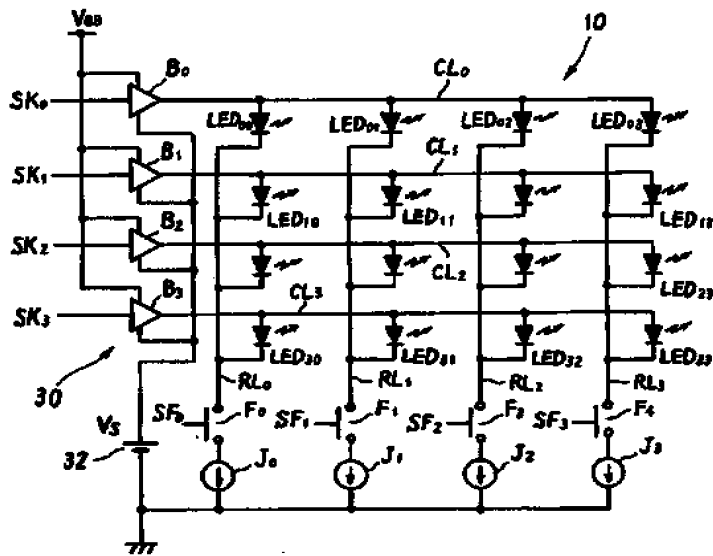 VBB
10
B0
SK0
CL0
LED00
LED01
LED02
LED03
B1
SK1
CL1
LED10
LED11
LED13
B2
SK2
CL2
LED23
B3
SK3
CL3
LED30
LED31
LED32
LED33
30
RL0
RL1
RL2
RL3
SF0
F0
SF1
F1
SF2
F2
SF3
F4
VS
32
J0
J1
J2
J3